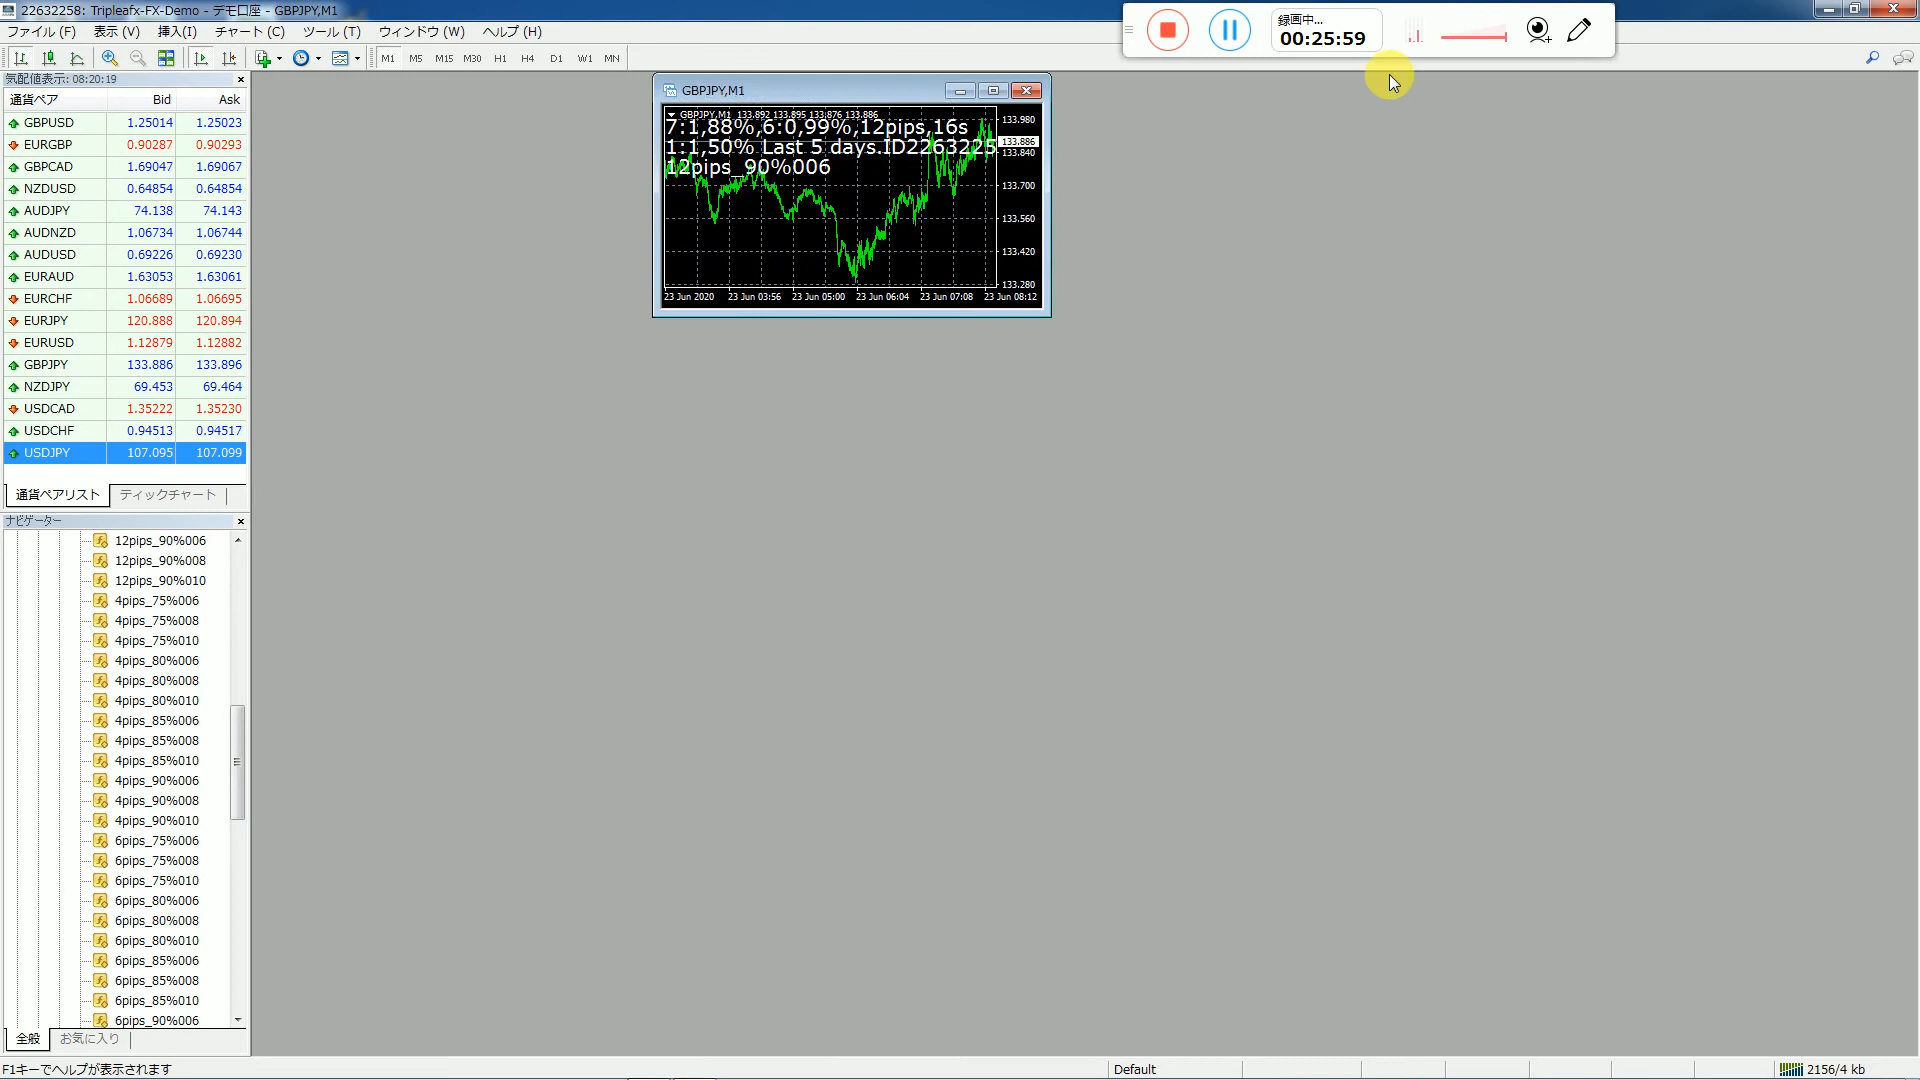 22632258: Tripleafx-FX-Demo - デモ口座 - GBPJPY,M1
ファイル (F) 表示 (V) 挿入(I) チャート (C) ツール (T) ウィンドウ (W) ヘルプ (H)
録画中...
00:25:59
M1 M5 M15 M30 H1 H4 D1 W1 MN
気配値表示: 08:20:19
通貨ペア Bid Ask
GBPUSD 1.25014 1.25023
EURGBP 0.90287 0.90293
GBPCAD 1.69047 1.69067
NZDUSD 0.64854 0.64854
AUDJPY 74.138 74.143
AUDNZD 1.06734 1.06744
AUDUSD 0.69226 0.69230
EURAUD 1.63053 1.63061
EURCHF 1.06689 1.06695
EURJPY 120.888 120.894
EURUSD 1.12879 1.12882
GBPJPY 133.886 133.896
NZDJPY 69.453 69.464
USDCAD 1.35222 1.35230
USDCHF 0.94513 0.94517
USDJPY 107.095 107.099
通貨ペアリスト ティックチャート
GBPJPY,M1
GBPJPY,M1 133.892 133.895 133.876 133.886
7:1,88%,6:0,99%,12pips,16s
1:1,50% Last 5 days.ID2263225
12pips_90%006
133.980
133.886
133.840
133.700
133.560
133.420
133.280
23 Jun 2020 23 Jun 03:56 23 Jun 05:00 23 Jun 06:04 23 Jun 07:08 23 Jun 08:12
ナビゲーター
12pips_90%006
12pips_90%008
12pips_90%010
4pips_75%006
4pips_75%008
4pips_75%010
4pips_80%006
4pips_80%008
4pips_80%010
4pips_85%006
4pips_85%008
4pips_85%010
4pips_90%006
4pips_90%008
4pips_90%010
6pips_75%006
6pips_75%008
6pips_75%010
6pips_80%006
6pips_80%008
6pips_80%010
6pips_85%006
6pips_85%008
6pips_85%010
6pips_90%006
全般 お気に入り
F1キーでヘルプが表示されます Default 2156/4 kb